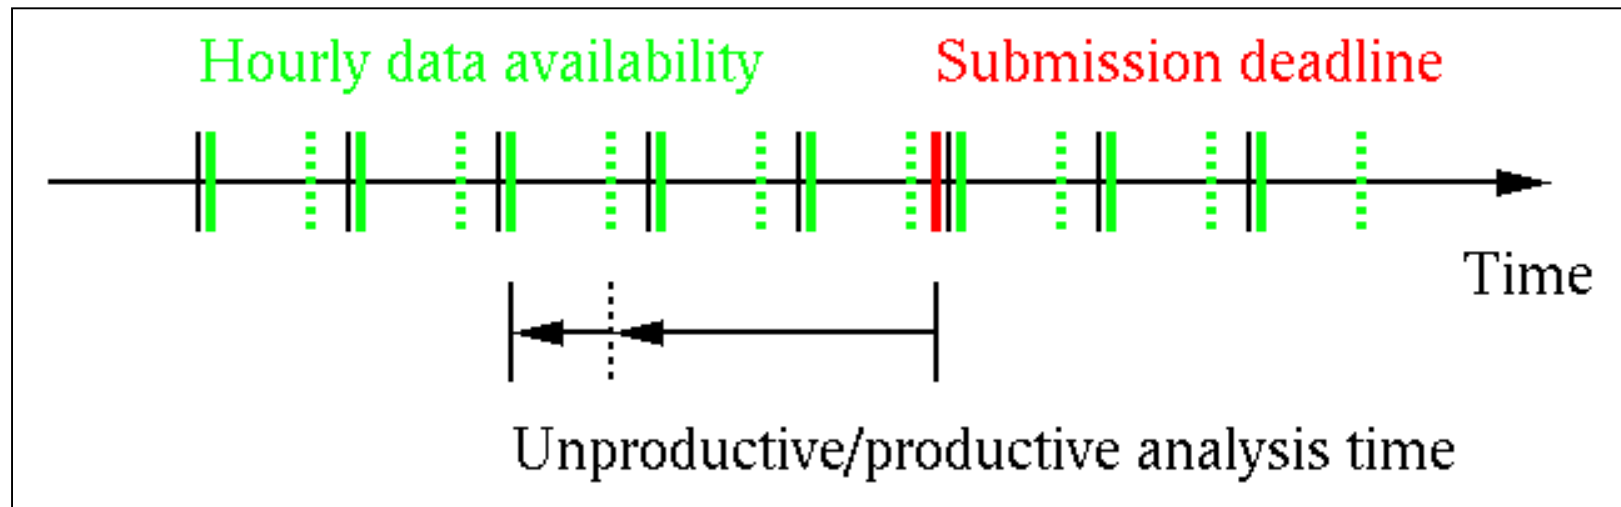 Hourly data availability
Submission deadline
Time
Unproductive/productive analysis time